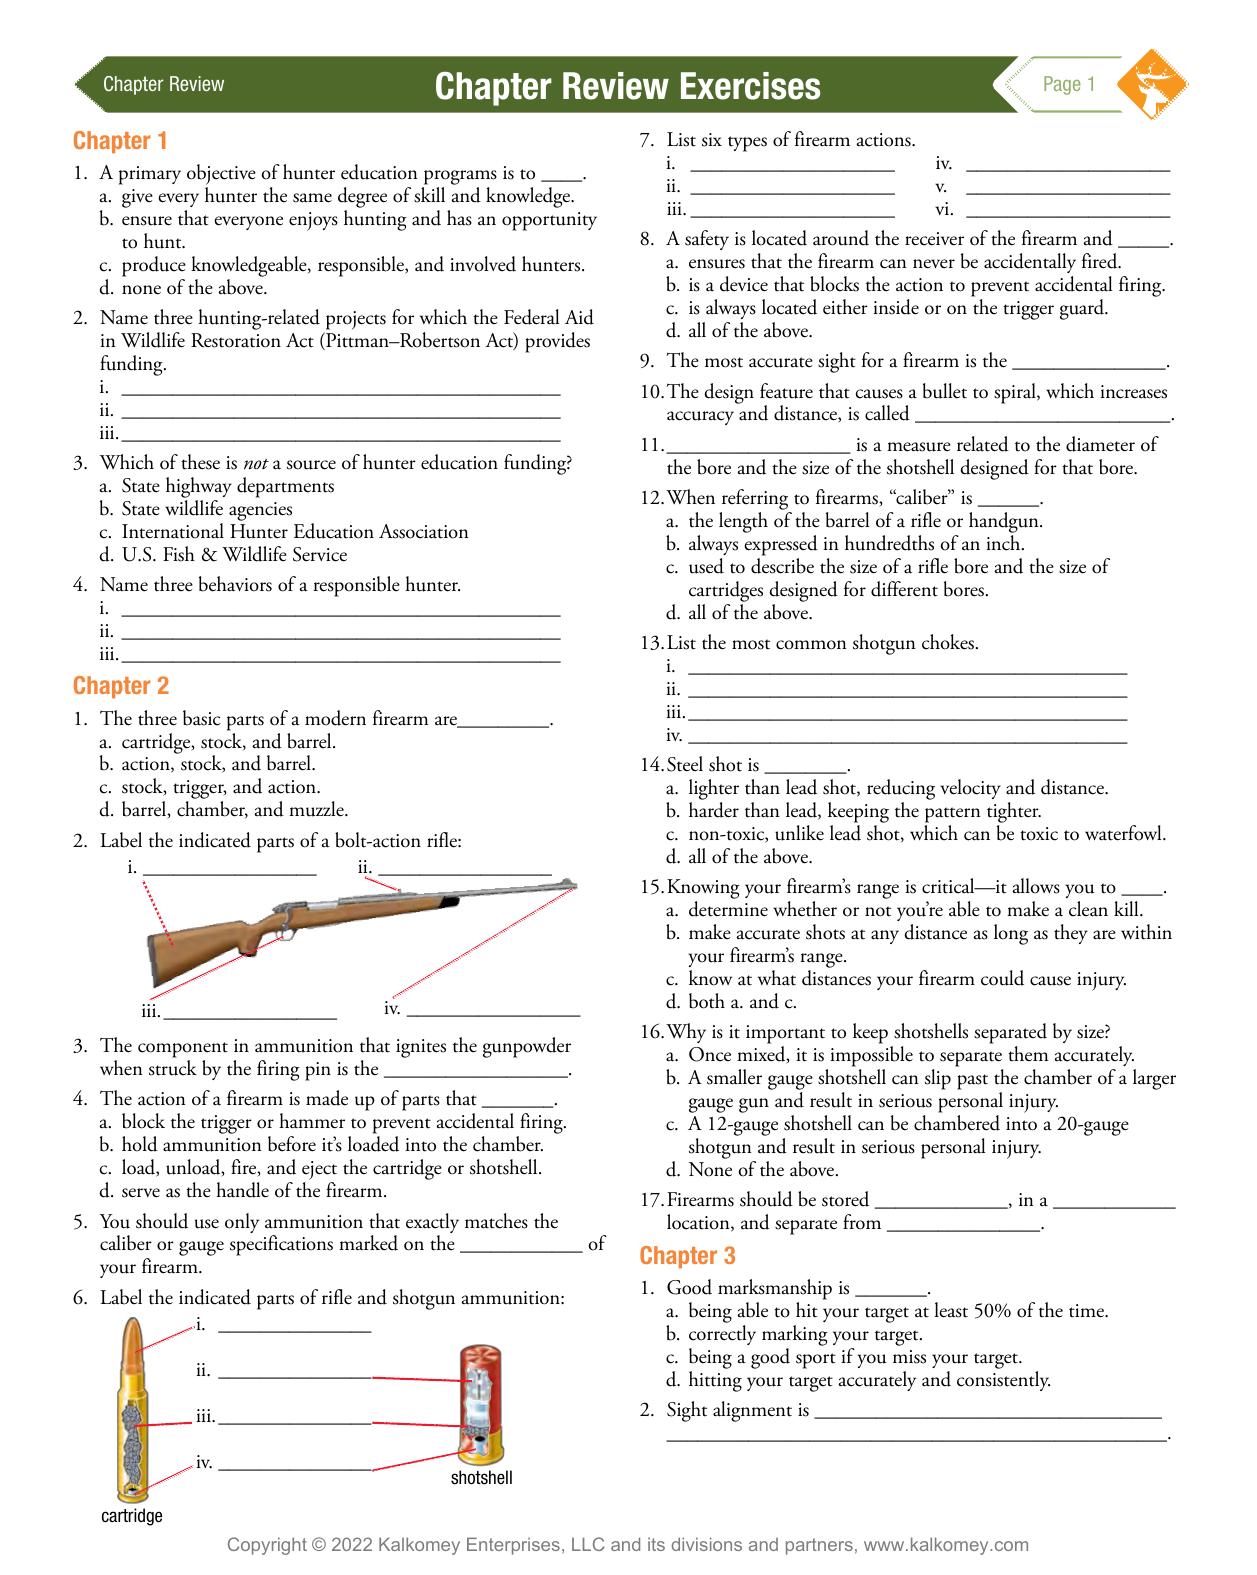 Chapter Review
Chapter Review Exercises
Page 1
Chapter 1
1. A primary objective of hunter education programs is to ____.
a. give every hunter the same degree of skill and knowledge.
b. ensure that everyone enjoys hunting and has an opportunity
to hunt.
c. produce knowledgeable, responsible, and involved hunters.
d. none of the above.
2. Name three hunting-related projects for which the Federal Aid
in Wildlife Restoration Act (Pittman–Robertson Act) provides
funding.
i. ____________________
ii. ____________________
iii. ____________________
3. Which of these is not a source of hunter education funding?
a. State highway departments
b. State wildlife agencies
c. International Hunter Education Association
d. U.S. Fish & Wildlife Service
4. Name three behaviors of a responsible hunter.
i. ____________________
ii. ____________________
iii. ____________________
Chapter 2
1. The three basic parts of a modern firearm are_________.
a. cartridge, stock, and barrel.
b. action, stock, and barrel.
c. stock, trigger, and action.
d. barrel, chamber, and muzzle.
2. Label the indicated parts of a bolt-action rifle:
i. _________________ ii. _________________
iii. _________________ iv. _________________
3. The component in ammunition that ignites the gunpowder
when struck by the firing pin is the __________________.
4. The action of a firearm is made up of parts that _______.
a. block the trigger or hammer to prevent accidental firing.
b. hold ammunition before it’s loaded into the chamber.
c. load, unload, fire, and eject the cartridge or shotshell.
d. serve as the handle of the firearm.
5. You should use only ammunition that exactly matches the
caliber or gauge specifications marked on the ____________ of
your firearm.
6. Label the indicated parts of rifle and shotgun ammunition:
i. _______________
ii. _______________
iii. _______________
iv. _______________
shotshell
cartridge
7. List six types of firearm actions.
i. ____________________ iv. ____________________
ii. ____________________ v. ____________________
iii. ____________________ vi. ____________________
8. A safety is located around the receiver of the firearm and _____.
a. ensures that the firearm can never be accidentally fired.
b. is a device that blocks the action to prevent accidental firing.
c. is always located either inside or on the trigger guard.
d. all of the above.
9. The most accurate sight for a firearm is the _______________.
10. The design feature that causes a bullet to spiral, which increases
accuracy and distance, is called _________________________.
11. __________________ is a measure related to the diameter of
the bore and the size of the shotshell designed for that bore.
12. When referring to firearms, “caliber” is ______.
a. the length of the barrel of a rifle or handgun.
b. always expressed in hundredths of an inch.
c. used to describe the size of a rifle bore and the size of
cartridges designed for different bores.
d. all of the above.
13. List the most common shotgun chokes.
i. ____________________
ii. ____________________
iii. ____________________
iv. ____________________
14. Steel shot is ________.
a. lighter than lead shot, reducing velocity and distance.
b. harder than lead, keeping the pattern tighter.
c. non-toxic, unlike lead shot, which can be toxic to waterfowl.
d. all of the above.
15. Knowing your firearm’s range is critical—it allows you to ____.
a. determine whether or not you’re able to make a clean kill.
b. make accurate shots at any distance as long as they are within
your firearm’s range.
c. know at what distances your firearm could cause injury.
d. both a. and c.
16. Why is it important to keep shotshells separated by size?
a. Once mixed, it is impossible to separate them accurately.
b. A smaller gauge shotshell can slip past the chamber of a larger
gauge gun and result in serious personal injury.
c. A 12-gauge shotshell can be chambered into a 20-gauge
shotgun and result in serious personal injury.
d. None of the above.
17. Firearms should be stored _____________, in a ____________
location, and separate from _______________.
Chapter 3
1. Good marksmanship is _______.
a. being able to hit your target at least 50% of the time.
b. correctly marking your target.
c. being a good sport if you miss your target.
d. hitting your target accurately and consistently.
2. Sight alignment is __________________________________
_________________________________________________.
Copyright © 2022 Kalkomey Enterprises, LLC and its divisions and partners, www.kalkomey.com